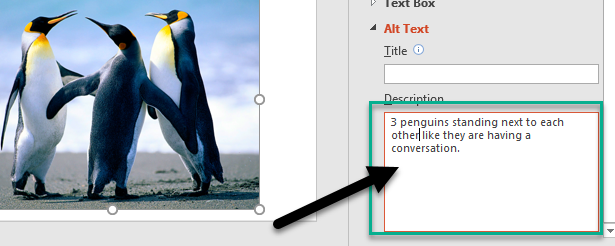 Text Box
Alt Text
Title
Description
3 penguins standing next to each
other like they are having a
conversation.